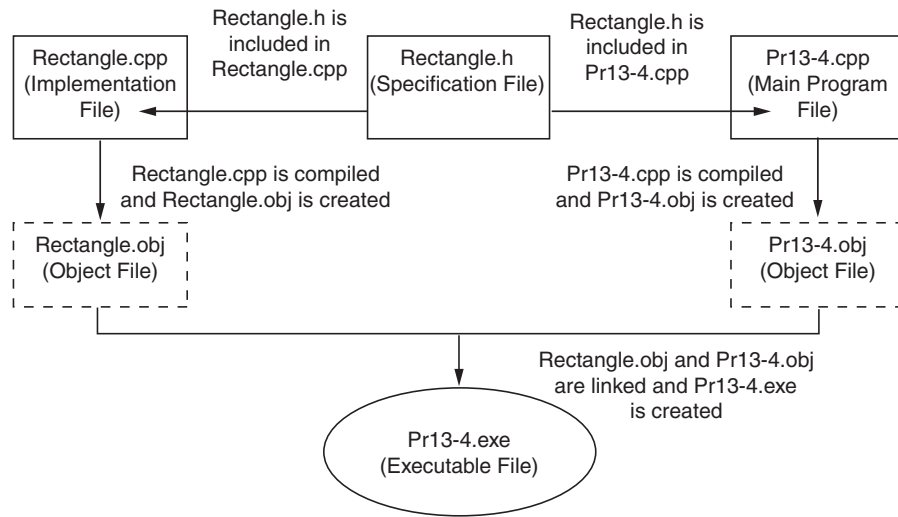 Rectangle.h is
included in
Rectangle.cpp
Rectangle.h is
included in
Pr13-4.cpp
Rectangle.cpp
(Implementation
File)
Rectangle.h
(Specification File)
Pr13-4.cpp
(Main Program
File)
Rectangle.cpp is compiled
and Rectangle.obj is created
Pr13-4.cpp is compiled
and Pr13-4.obj is created
Rectangle.obj
(Object File)
Pr13-4.obj
(Object File)
Rectangle.obj and Pr13-4.obj
are linked and Pr13-4.exe
is created
Pr13-4.exe
(Executable File)